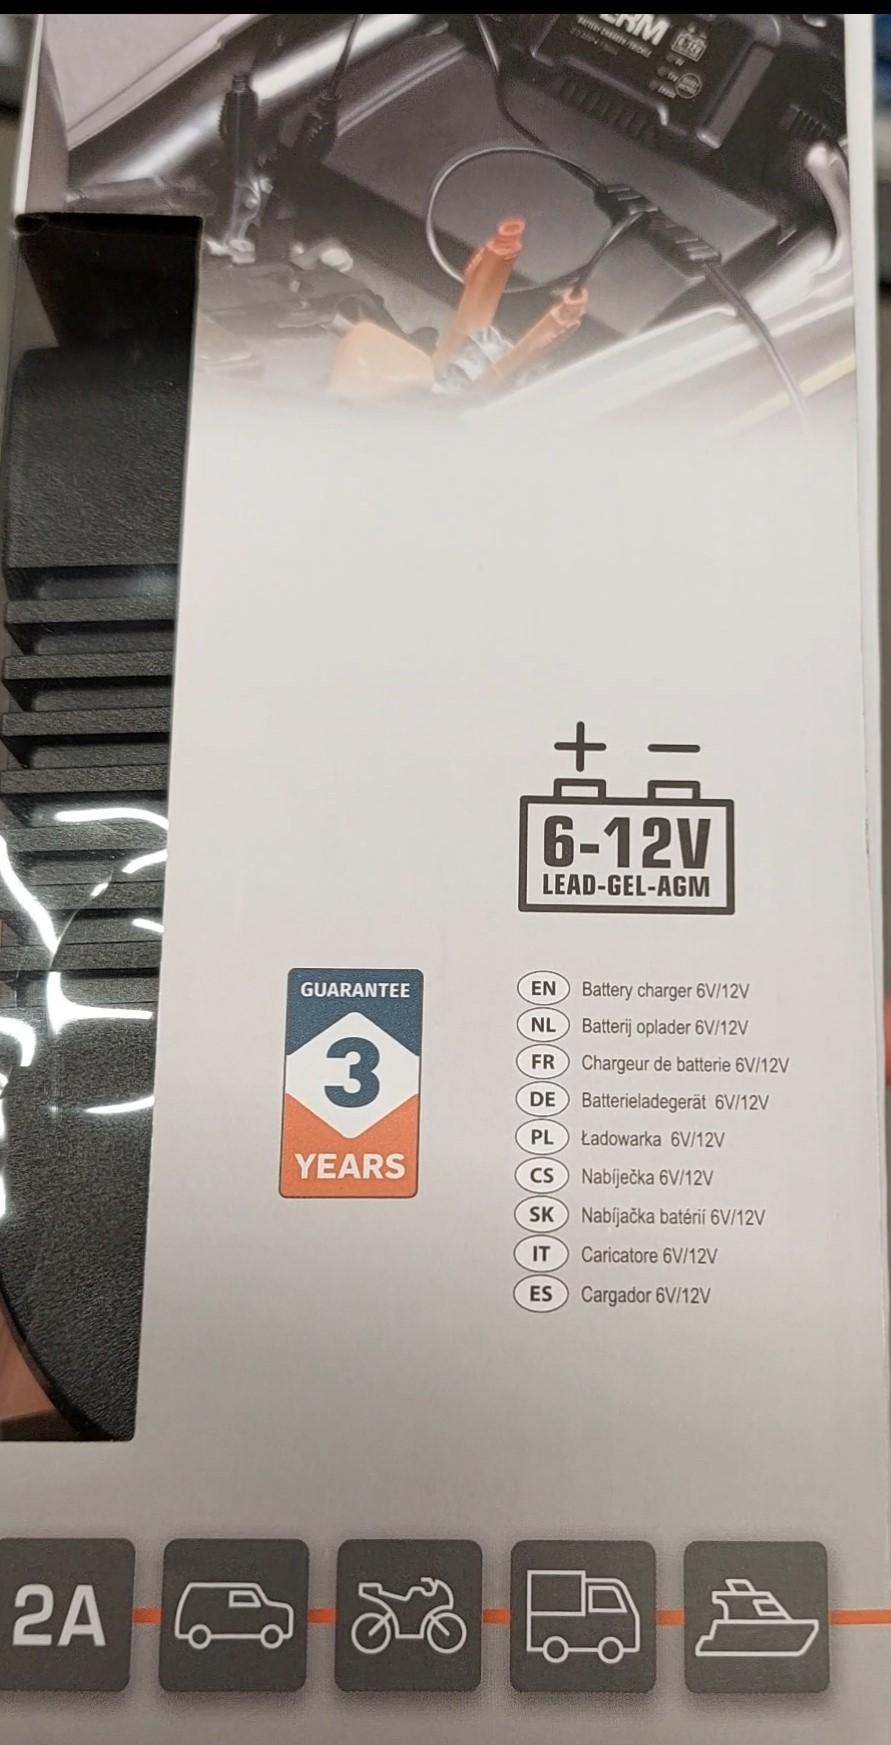 ERM
6-12V
LEAD-GEL-AGM
GUARANTEE
3
YEARS
EN Battery charger 6V/12V
NL Batterij oplader 6V/12V
FR Chargeur de batterie 6V/12V
DE Batterieladegerät 6V/12V
PL Ładowarka 6V/12V
CS Nabíječka 6V/12V
SK Nabíjačka batérií 6V/12V
IT Caricatore 6V/12V
ES Cargador 6V/12V
2A